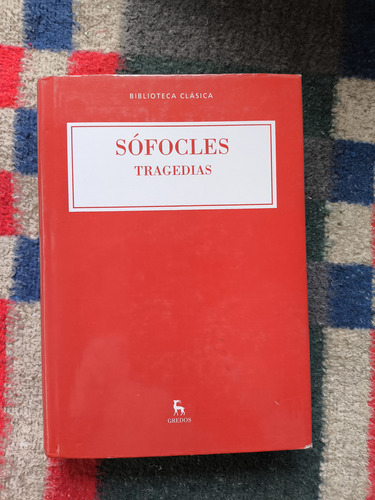 BIBLIOTECA CLÁSICA
SÓFOCLES
TRAGEDIAS
GREDOS